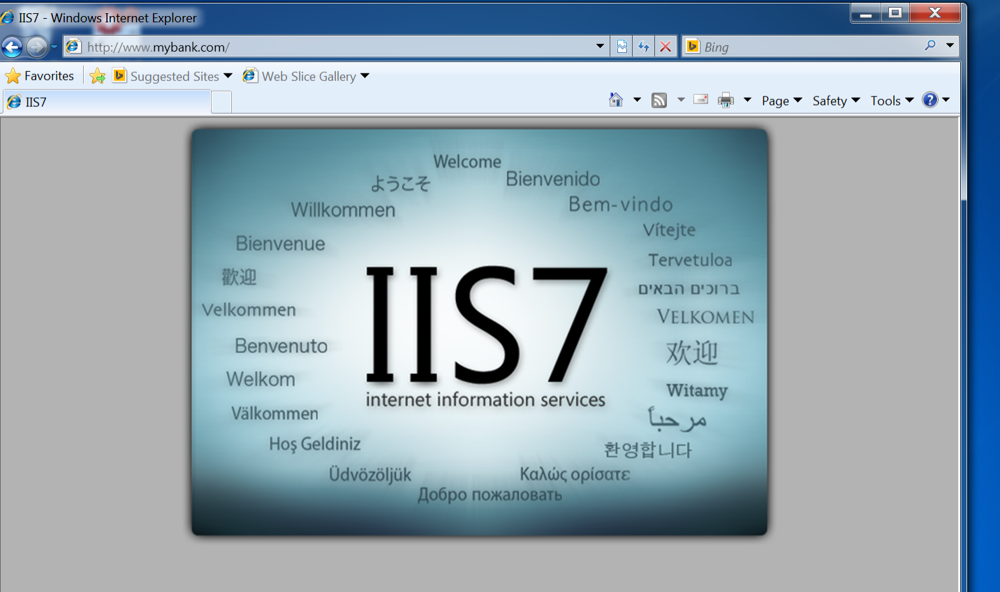 IIS7 - Windows Internet Explorer
http://www.mybank.com/
Bing
Favorites Suggested Sites Web Slice Gallery
IIS7
Page Safety Tools
Welcome
Bienvenido
ようこそ
Bem-vindo
Willkommen
Vítejte
Bienvenue
Tervetuloa
歡迎
ברוכים הבאים
Velkommen
VELKOMEN
Benvenuto
欢迎
IIS7
internet information services
Welkom
Witamy
Välkommen
مرحباً
Hoş Geldiniz
환영합니다
Üdvözöljük
Καλώς ορίσατε
Добро пожаловать